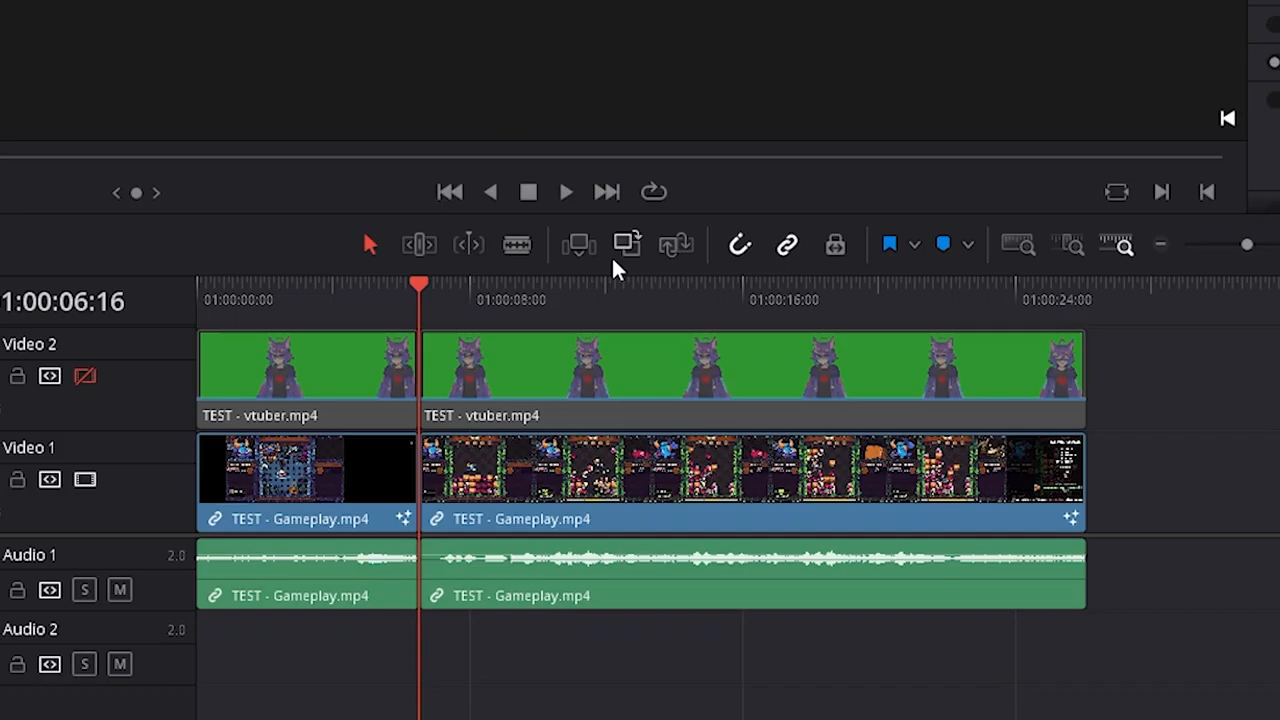 1:00:06:16
01:00:00:00
01:00:08:00
01:00:16:00
01:00:24:00
Video 2
TEST - vtuber.mp4
TEST - vtuber.mp4
Video 1
TEST - Gameplay.mp4
TEST - Gameplay.mp4
Audio 1
2.0
S
M
TEST - Gameplay.mp4
TEST - Gameplay.mp4
Audio 2
2.0
S
M